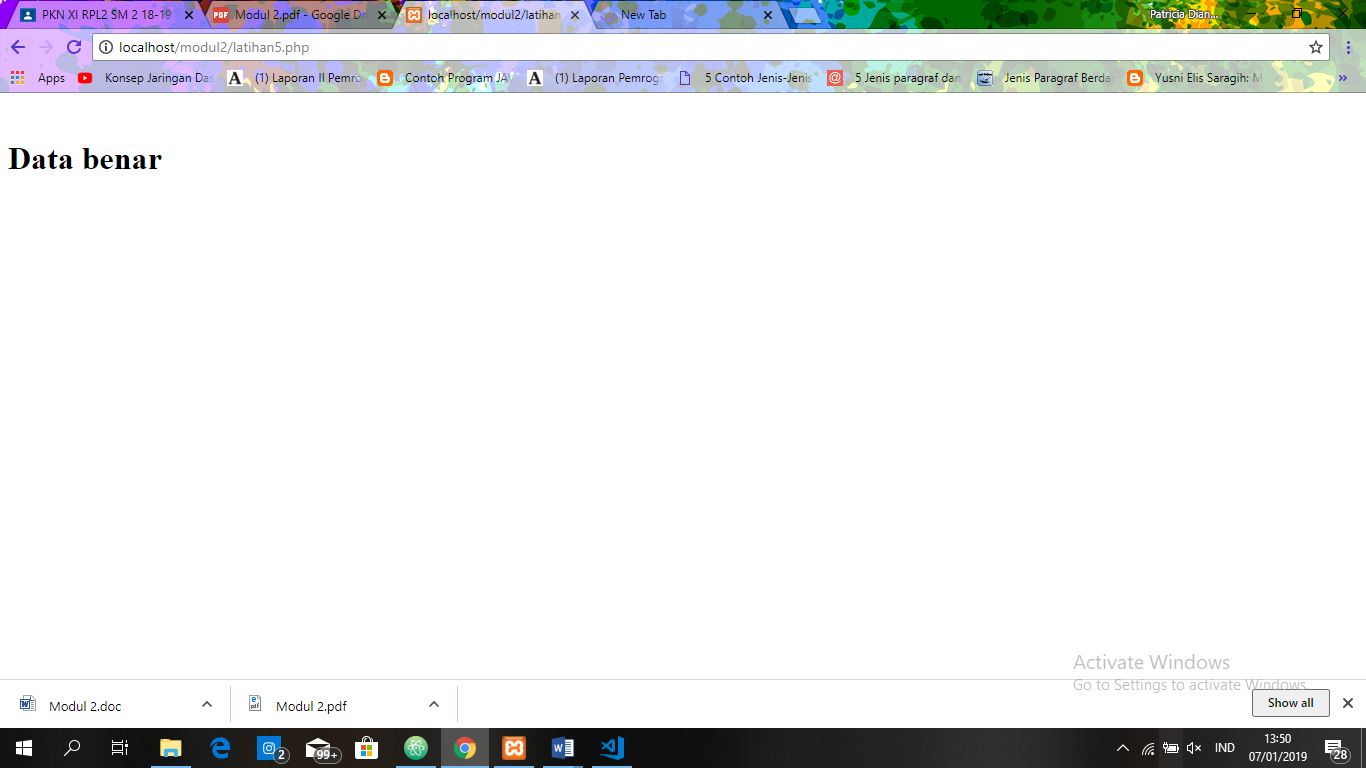 PKN XI RPL2 SM 2 18-19
Modul 2.pdf - Google Dri
localhost/modul2/latihan
New Tab
Patricia Dian...
localhost/modul2/latihan5.php
Apps
Konsep Jaringan Das
(1) Laporan II Pemro
Contoh Program JAV
(1) Laporan Pemrog
5 Contoh Jenis-Jenis
5 Jenis paragraf dan
Jenis Paragraf Berdas
Yusni Elis Saragih: M
Data benar
Activate Windows
Go to Settings to activate Windows.
Modul 2.doc
Modul 2.pdf
Show all
2
99+
IND
13:50
07/01/2019
28